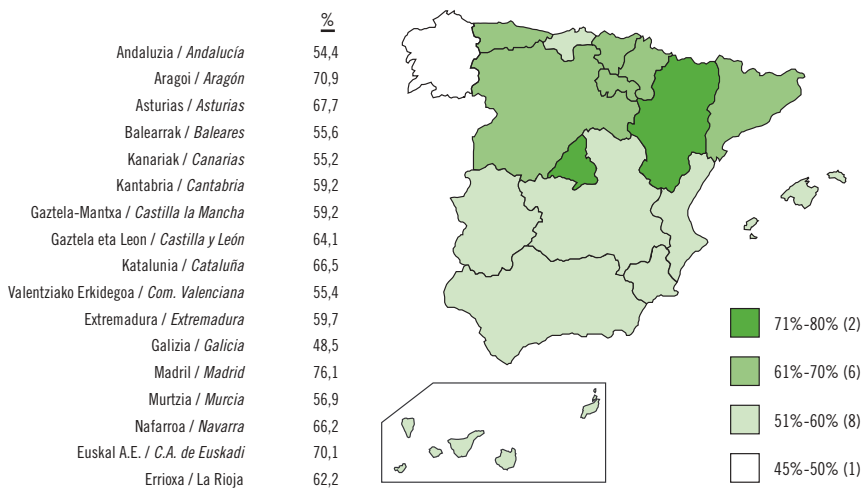 %
Andaluzia / Andalucía 54,4
Aragoi / Aragón 70,9
Asturias / Asturias 67,7
Balearrak / Baleares 55,6
Kanariak / Canarias 55,2
Kantabria / Cantabria 59,2
Gaztela-Mantxa / Castilla la Mancha 59,2
Gaztela eta Leon / Castilla y León 64,1
Katalunia / Cataluña 66,5
Valentziako Erkidegoa / Com. Valenciana 55,4
Extremadura / Extremadura 59,7
Galizia / Galicia 48,5
Madril / Madrid 76,1
Murtzia / Murcia 56,9
Nafarroa / Navarra 66,2
Euskal A.E. / C.A. de Euskadi 70,1
Errioxa / La Rioja 62,2
71%-80% (2)
61%-70% (6)
51%-60% (8)
45%-50% (1)